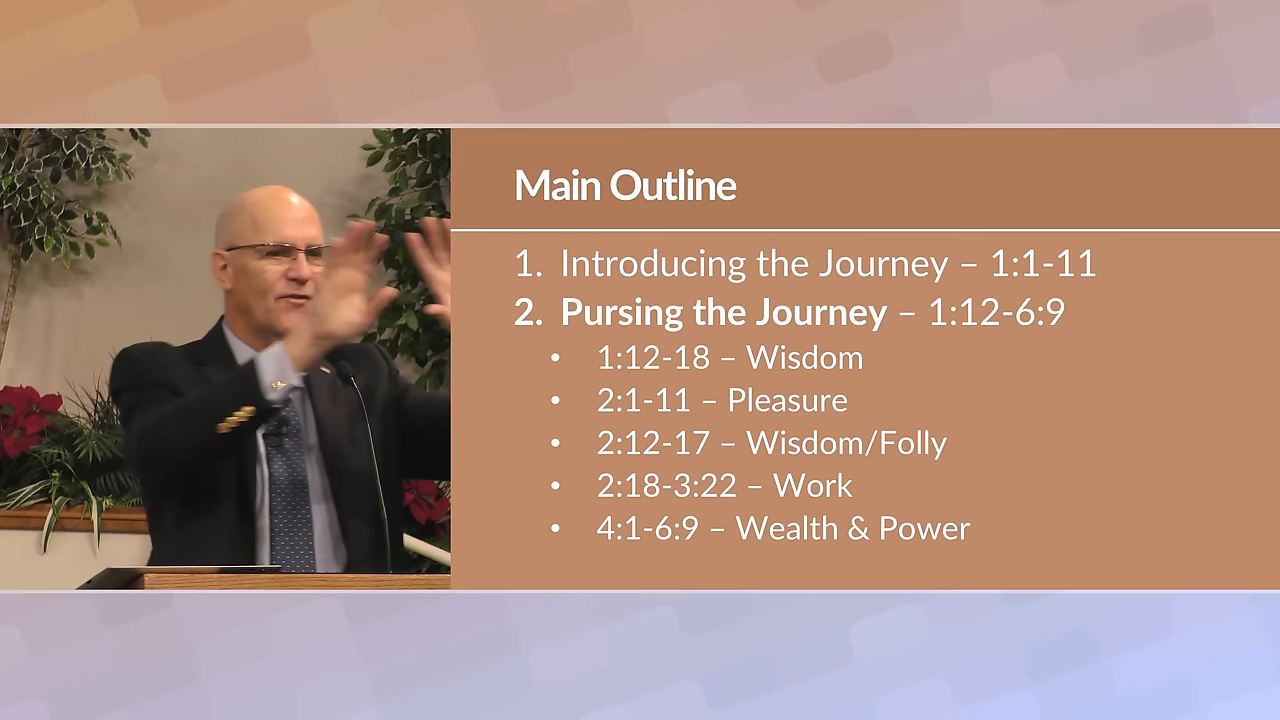 Main Outline
1. Introducing the Journey – 1:1-11
2. Pursing the Journey – 1:12-6:9
• 1:12-18 – Wisdom
• 2:1-11 – Pleasure
• 2:12-17 – Wisdom/Folly
• 2:18-3:22 – Work
• 4:1-6:9 – Wealth & Power